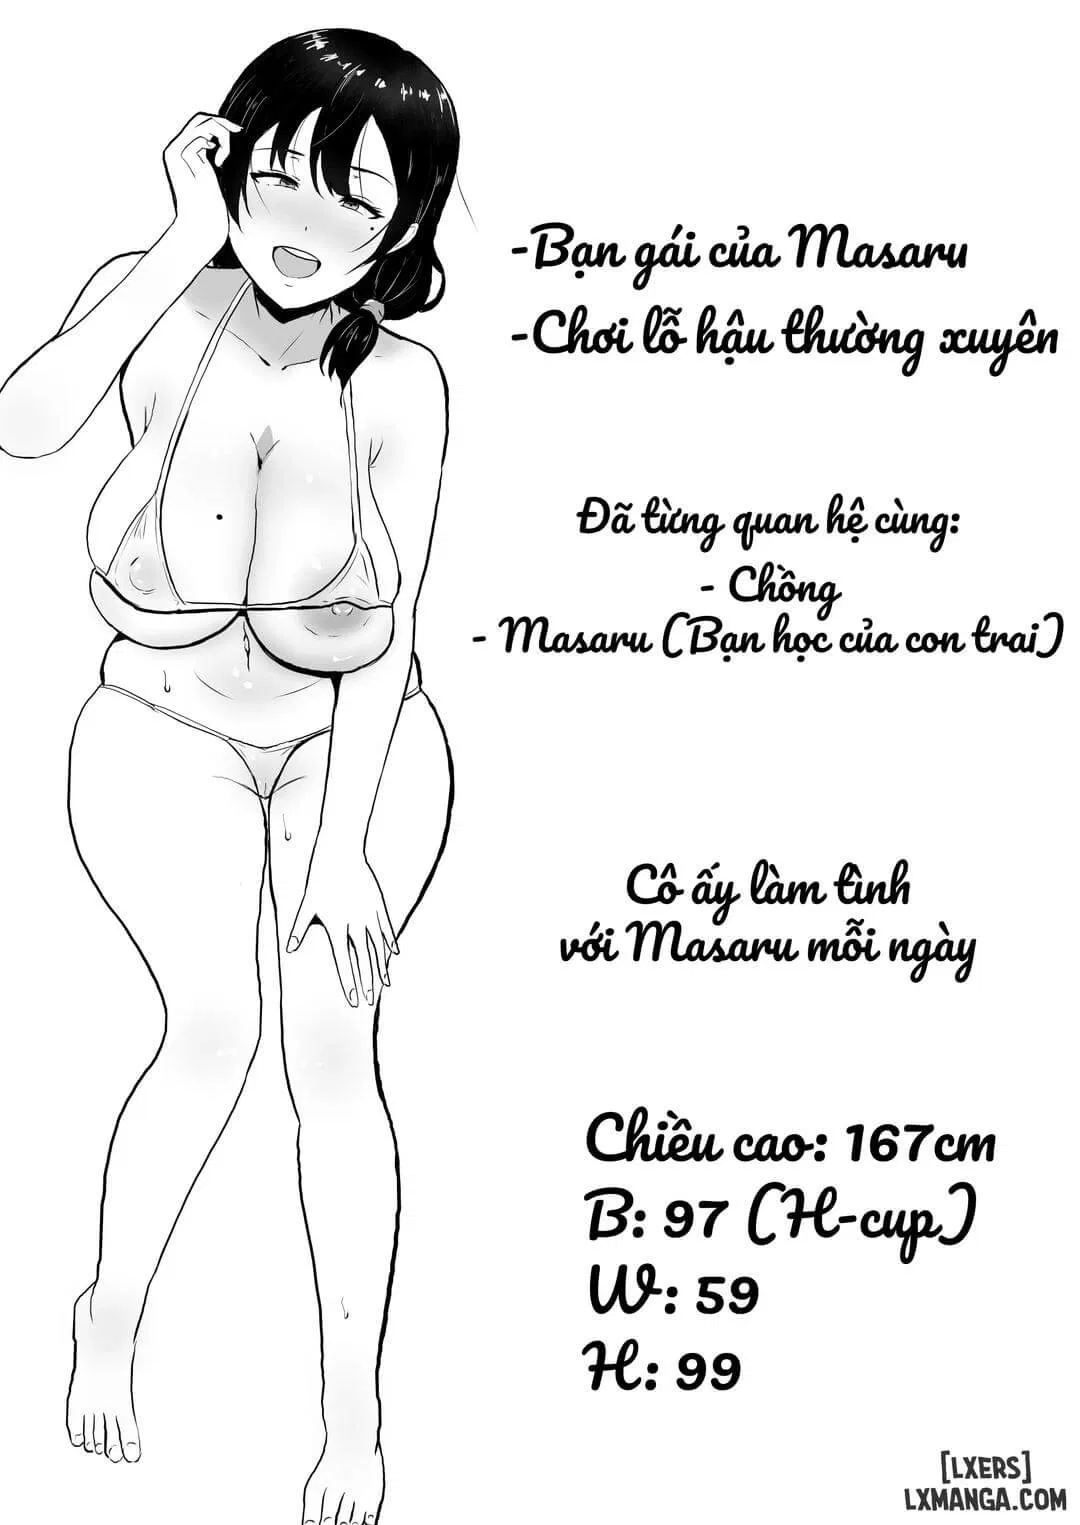 -Bạn gái của Masaru
-Chơi lỗ hậu thường xuyên
Đã từng quan hệ cùng:
- Chồng
- Masaru (Bạn học của con trai)
Cô ấy làm tình
với Masaru mỗi ngày
Chiều cao: 167cm
B: 97 (H-cup)
W: 59
H: 99
[LXERS]
LXMANGA.COM